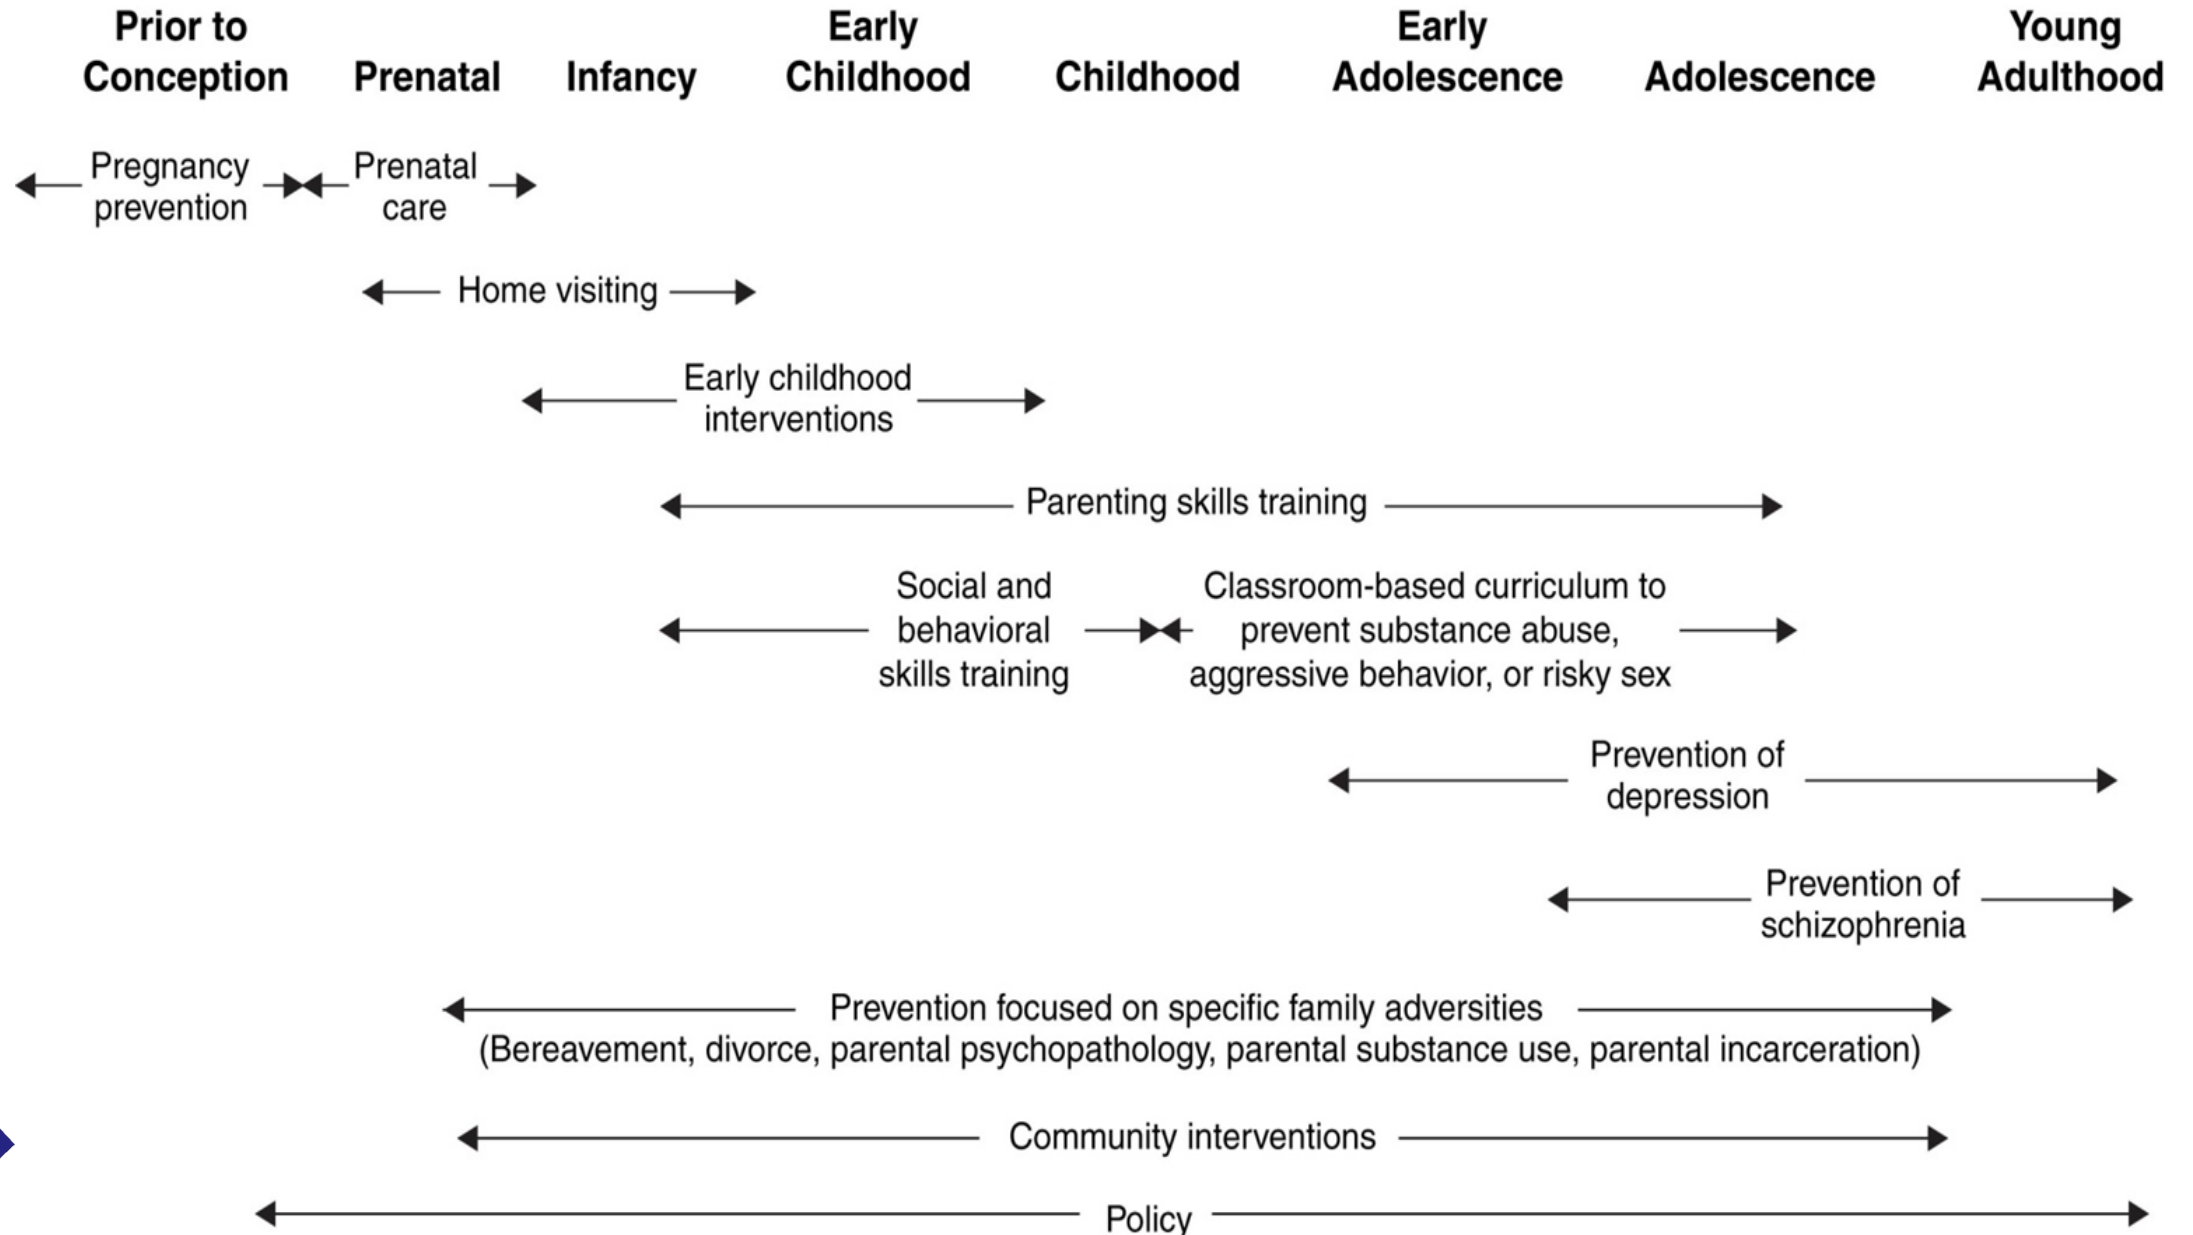 Prior to
Conception
Prenatal
Infancy
Early
Childhood
Childhood
Early
Adolescence
Adolescence
Young
Adulthood
Pregnancy
prevention
Prenatal
care
Home visiting
Early childhood
interventions
Parenting skills training
Social and
behavioral
skills training
Classroom-based curriculum to
prevent substance abuse,
aggressive behavior, or risky sex
Prevention of
depression
Prevention of
schizophrenia
Prevention focused on specific family adversities
(Bereavement, divorce, parental psychopathology, parental substance use, parental incarceration)
Community interventions
Policy